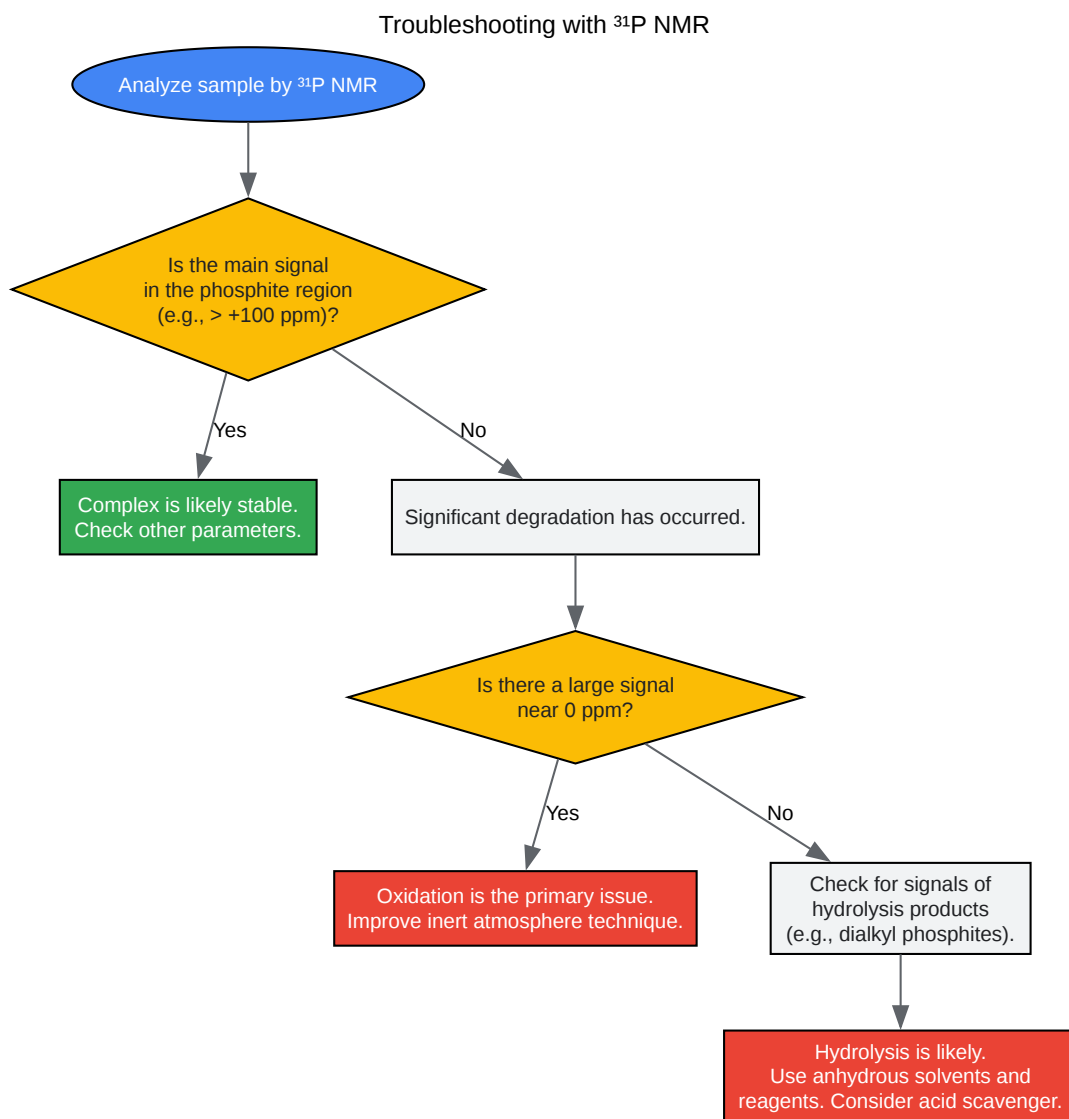 Troubleshooting with ³¹P NMR
Analyze sample by ³¹P NMR
Is the main signal
in the phosphite region
(e.g., > +100 ppm)?
Yes
No
Complex is likely stable.
Check other parameters.
Significant degradation has occurred.
Is there a large signal
near 0 ppm?
Yes
No
Oxidation is the primary issue.
Improve inert atmosphere technique.
Check for signals of
hydrolysis products
(e.g., dialkyl phosphites).
Hydrolysis is likely.
Use anhydrous solvents and
reagents. Consider acid scavenger.